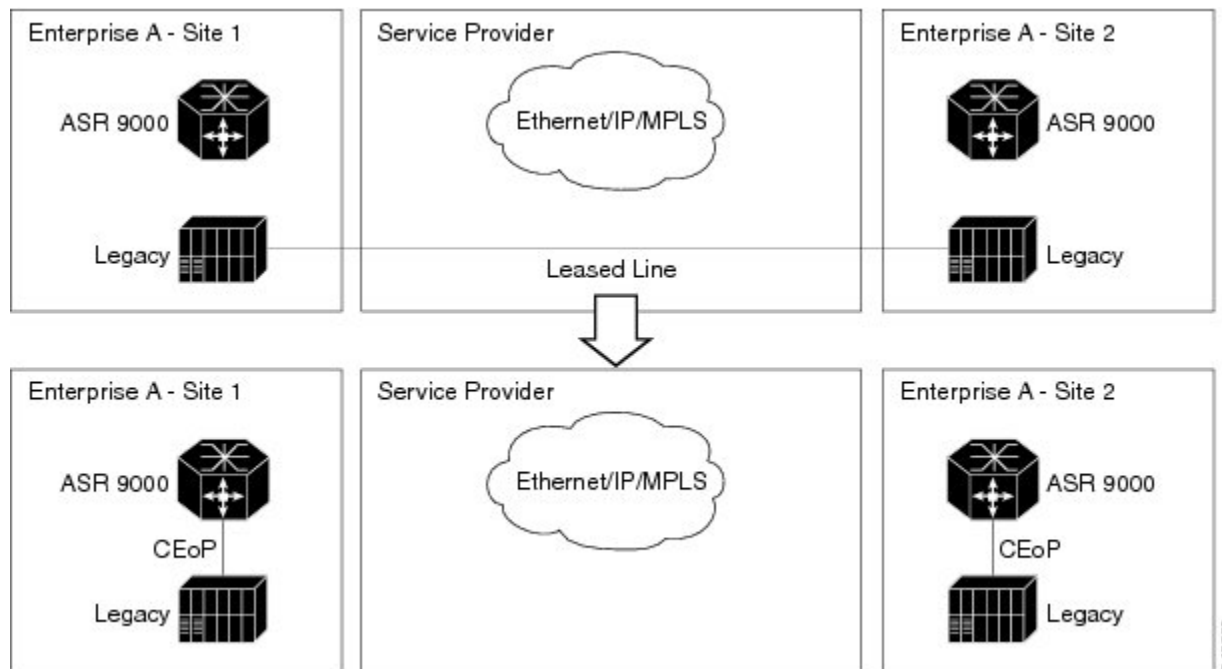 Enterprise A - Site 1
Service Provider
Enterprise A - Site 2
ASR 9000
Ethernet/IP/MPLS
ASR 9000
Legacy
Leased Line
Legacy
Enterprise A - Site 1
Service Provider
Enterprise A - Site 2
ASR 9000
Ethernet/IP/MPLS
ASR 9000
CEoP
CEoP
Legacy
Legacy